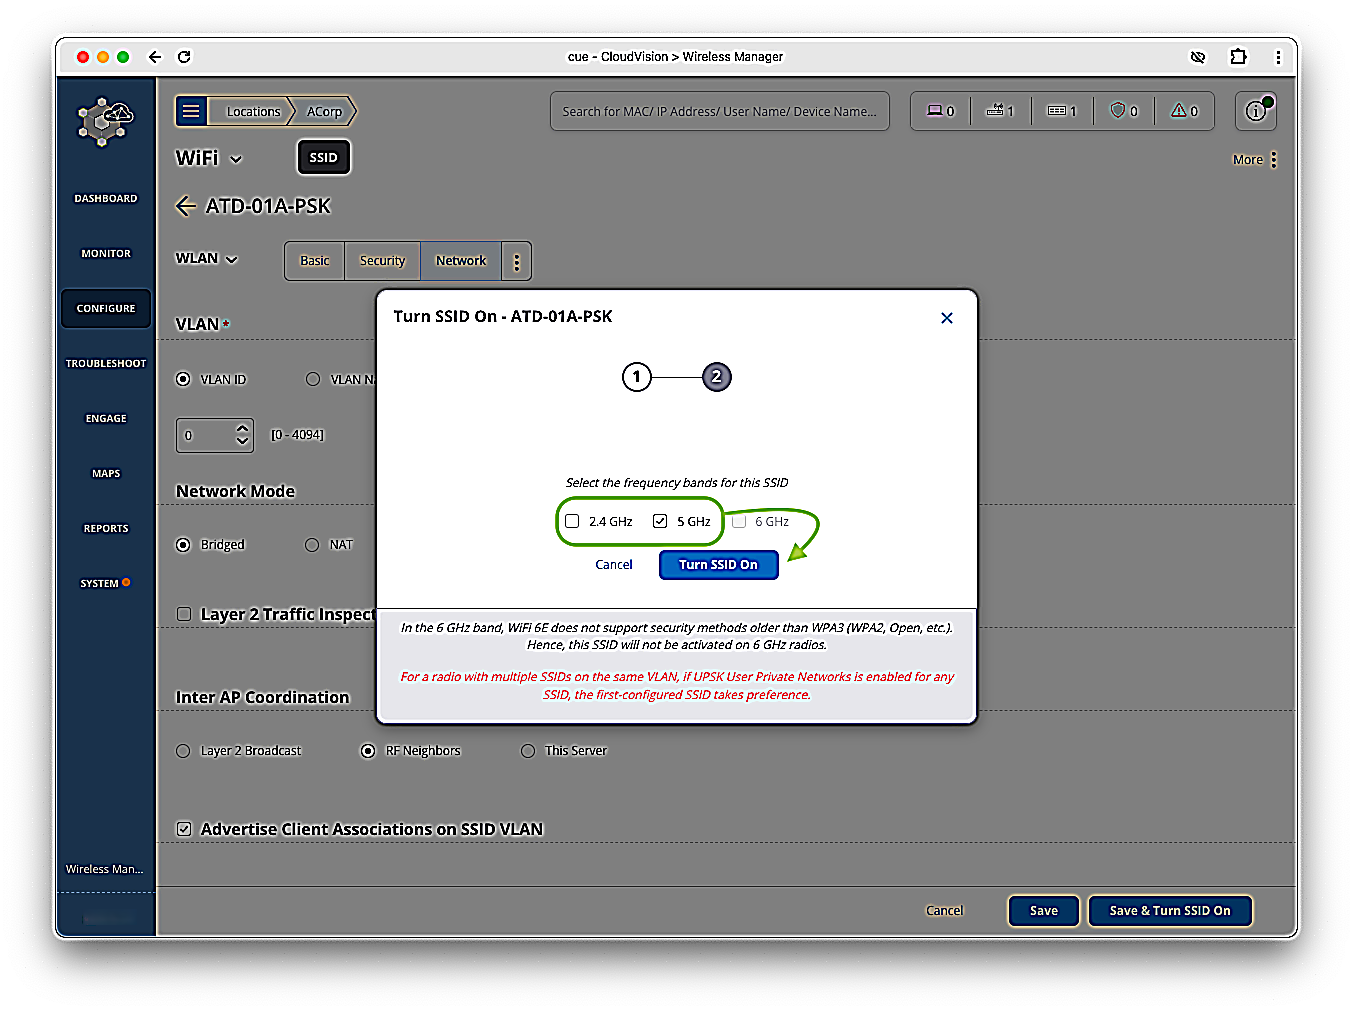 cue - CloudVision > Wireless Manager
Locations
ACorp
Search for MAC/ IP Address/ User Name/ Device Name...
0
1
1
0
0
WiFi
SSID
More
ATD-01A-PSK
WLAN
Basic
Security
Network
DASHBOARD
MONITOR
CONFIGURE
TROUBLESHOOT
ENGAGE
MAPS
REPORTS
SYSTEM
Wireless Man...
VLAN *
VLAN ID
VLAN N
0
[0 - 4094]
Network Mode
Bridged
NAT
Layer 2 Traffic Inspect
Inter AP Coordination
Layer 2 Broadcast
RF Neighbors
This Server
Advertise Client Associations on SSID VLAN
Cancel
Save
Save & Turn SSID On
Turn SSID On - ATD-01A-PSK
1
2
Select the frequency bands for this SSID
2.4 GHz
5 GHz
6 GHz
Cancel
Turn SSID On
In the 6 GHz band, WiFi 6E does not support security methods older than WPA3 (WPA2, Open, etc.).
Hence, this SSID will not be activated on 6 GHz radios.
For a radio with multiple SSIDs on the same VLAN, if UPSK User Private Networks is enabled for any
SSID, the first-configured SSID takes preference.